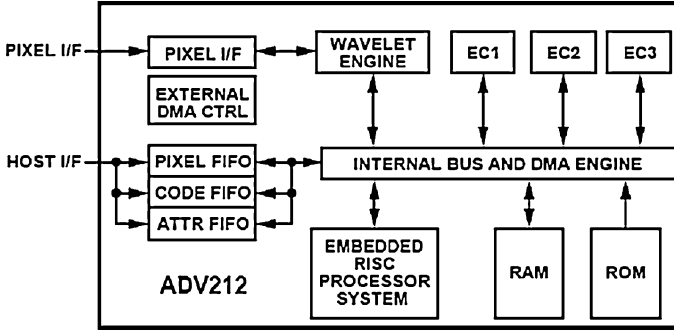 PIXEL I/F
PIXEL I/F
WAVELET
ENGINE
EC1
EC2
EC3
EXTERNAL
DMA CTRL
HOST I/F
PIXEL FIFO
CODE FIFO
ATTR FIFO
INTERNAL BUS AND DMA ENGINE
EMBEDDED
RISC
PROCESSOR
SYSTEM
RAM
ROM
ADV212